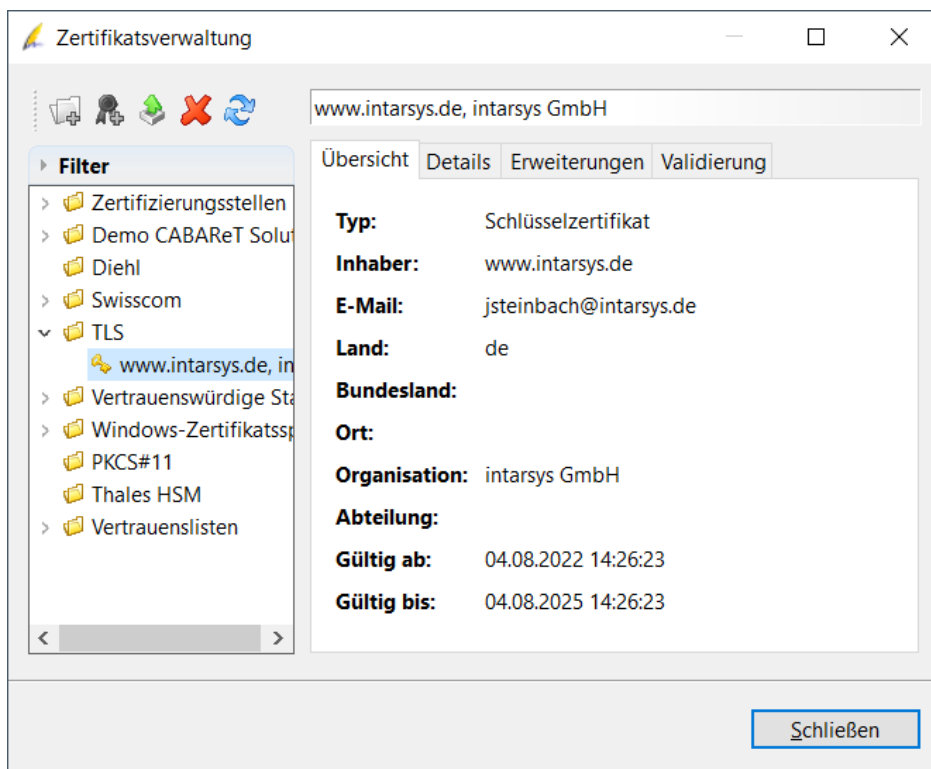 Zertifikatsverwaltung
www.intarsys.de, intarsys GmbH
Filter
Zertifizierungsstellen
Demo CABAReT Solut
Diehl
Swisscom
TLS
www.intarsys.de, in
Vertrauenswürdige Sta
Windows-Zertifikatssp
PKCS#11
Thales HSM
Vertrauenslisten
Übersicht Details Erweiterungen Validierung
Typ: Schlüsselzertifikat
Inhaber: www.intarsys.de
E-Mail: jsteinbach@intarsys.de
Land: de
Bundesland:
Ort:
Organisation: intarsys GmbH
Abteilung:
Gültig ab: 04.08.2022 14:26:23
Gültig bis: 04.08.2025 14:26:23
Schließen